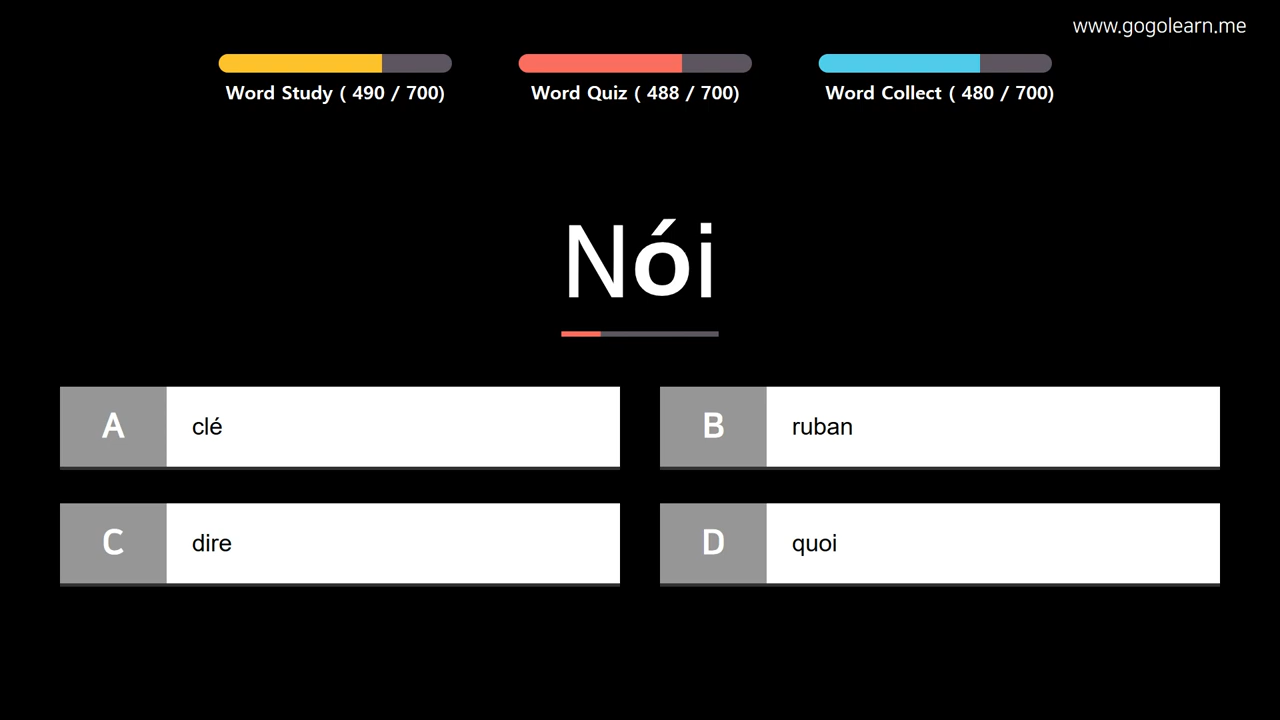 www.gogolearn.me
Word Study ( 490 / 700)
Word Quiz ( 488 / 700)
Word Collect ( 480 / 700)
Nói
A clé
B ruban
C dire
D quoi